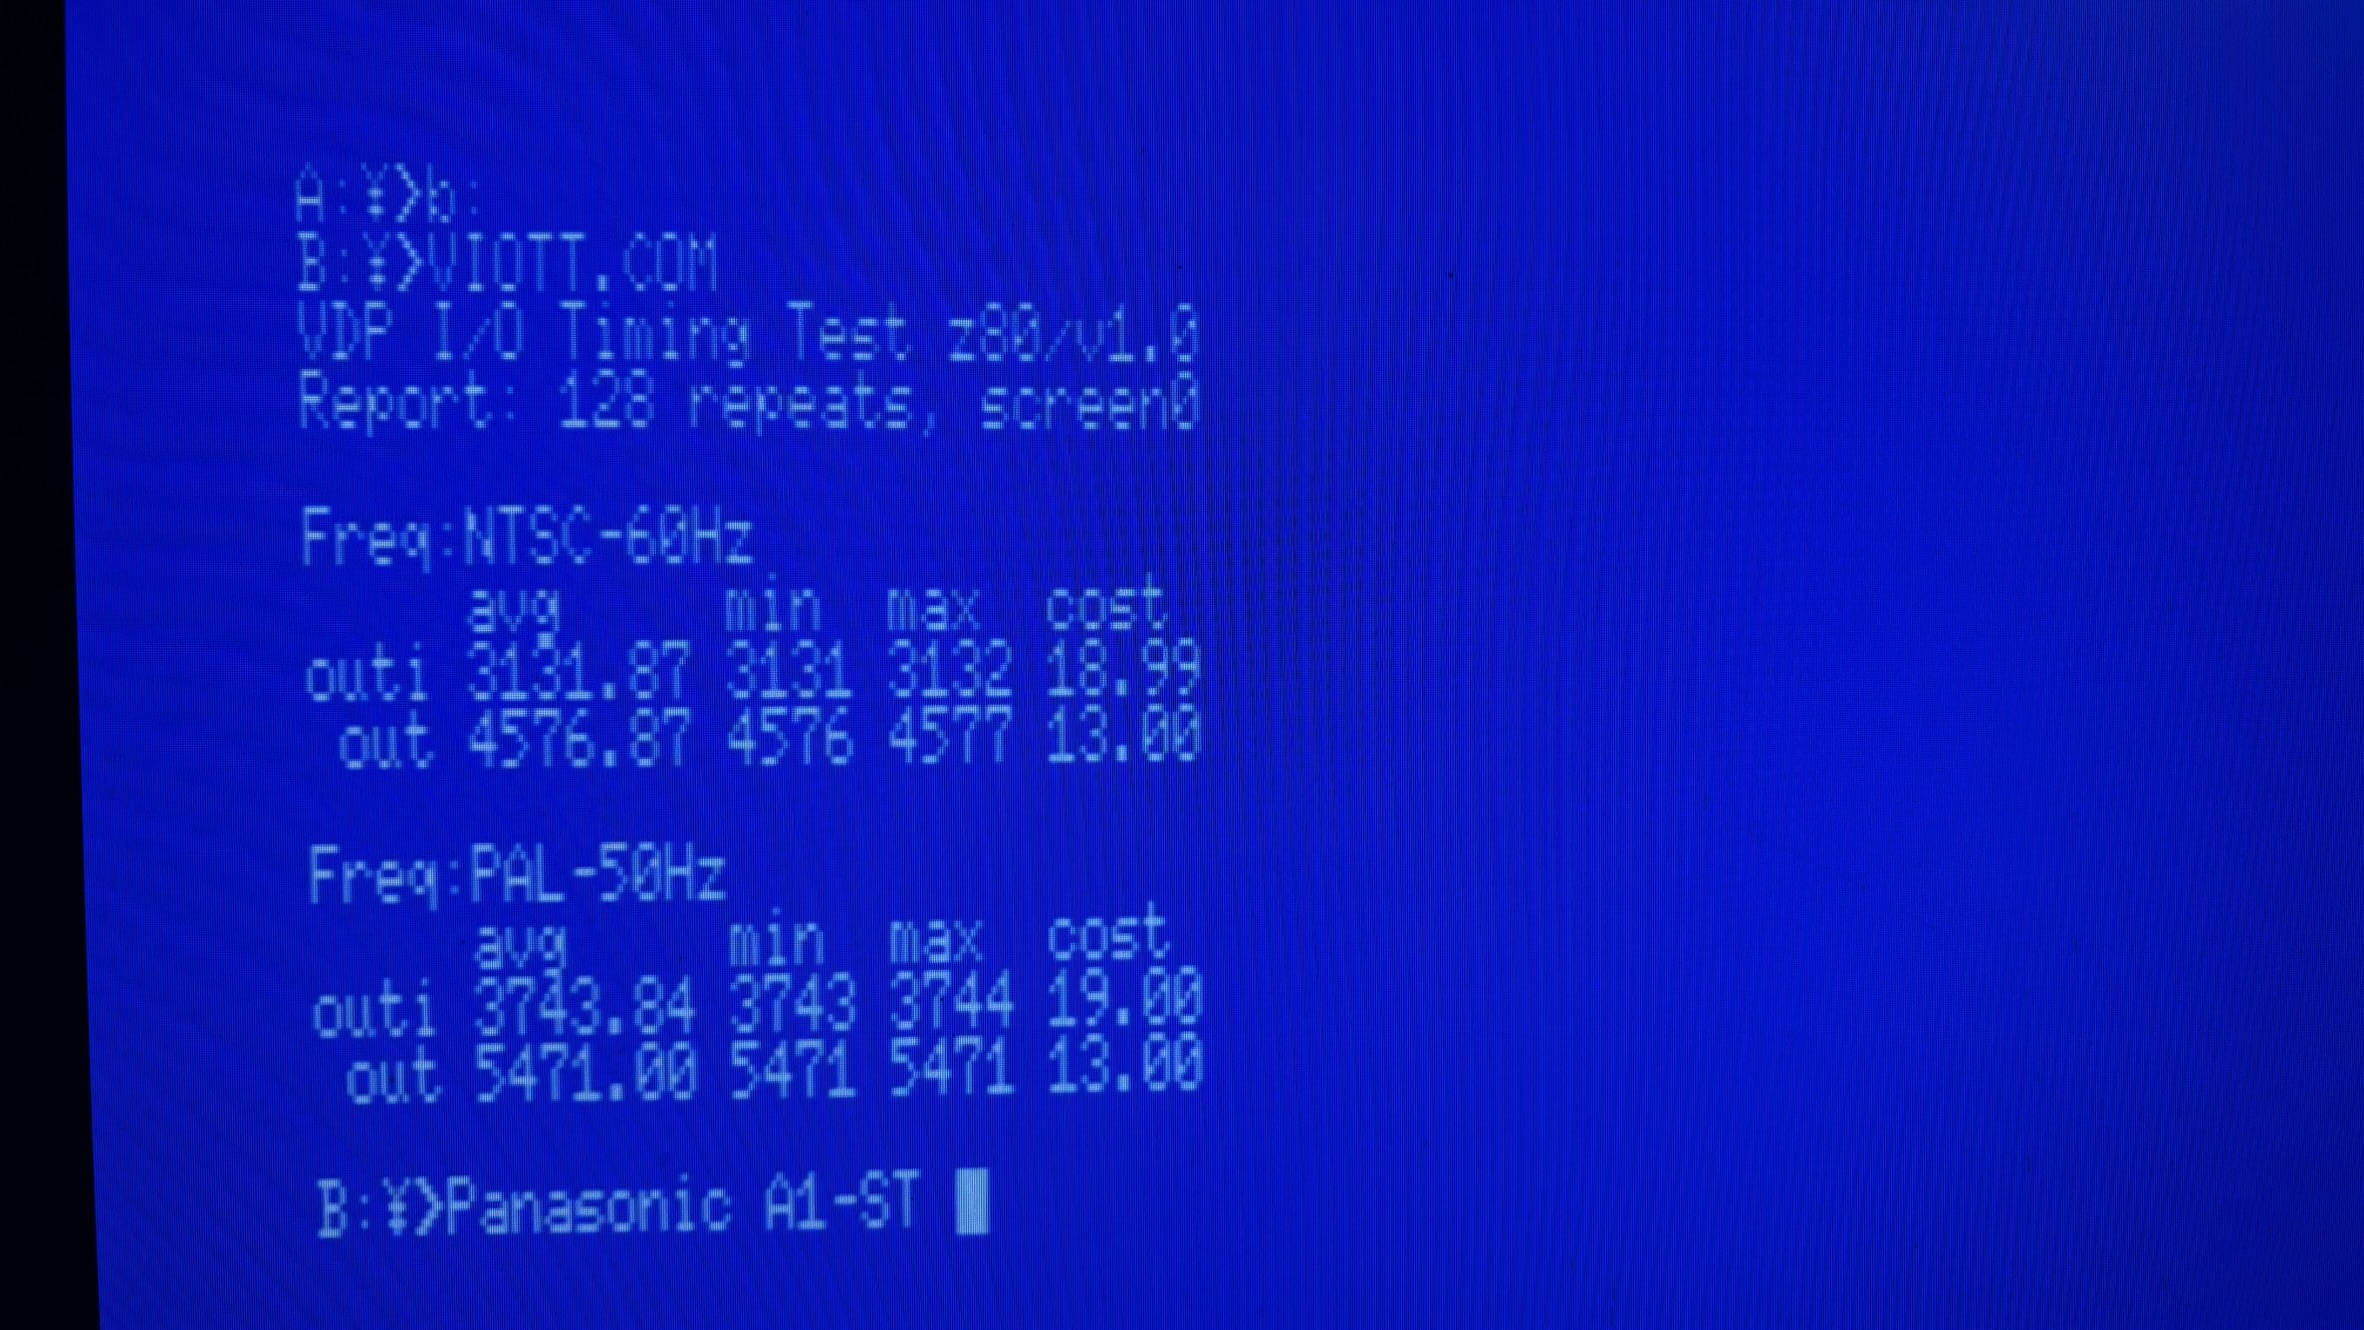 A:¥>b:
B:¥>VIOTT.COM
VDP I/O Timing Test z80/v1.0
Report: 128 repeats, screen0
Freq:NTSC-60Hz
avg min max cost
outi 3131.87 3131 3132 18.99
out 4576.87 4576 4577 13.00
Freq:PAL-50Hz
avg min max cost
outi 3743.84 3743 3744 19.00
out 5471.00 5471 5471 13.00
B:¥>Panasonic A1-ST